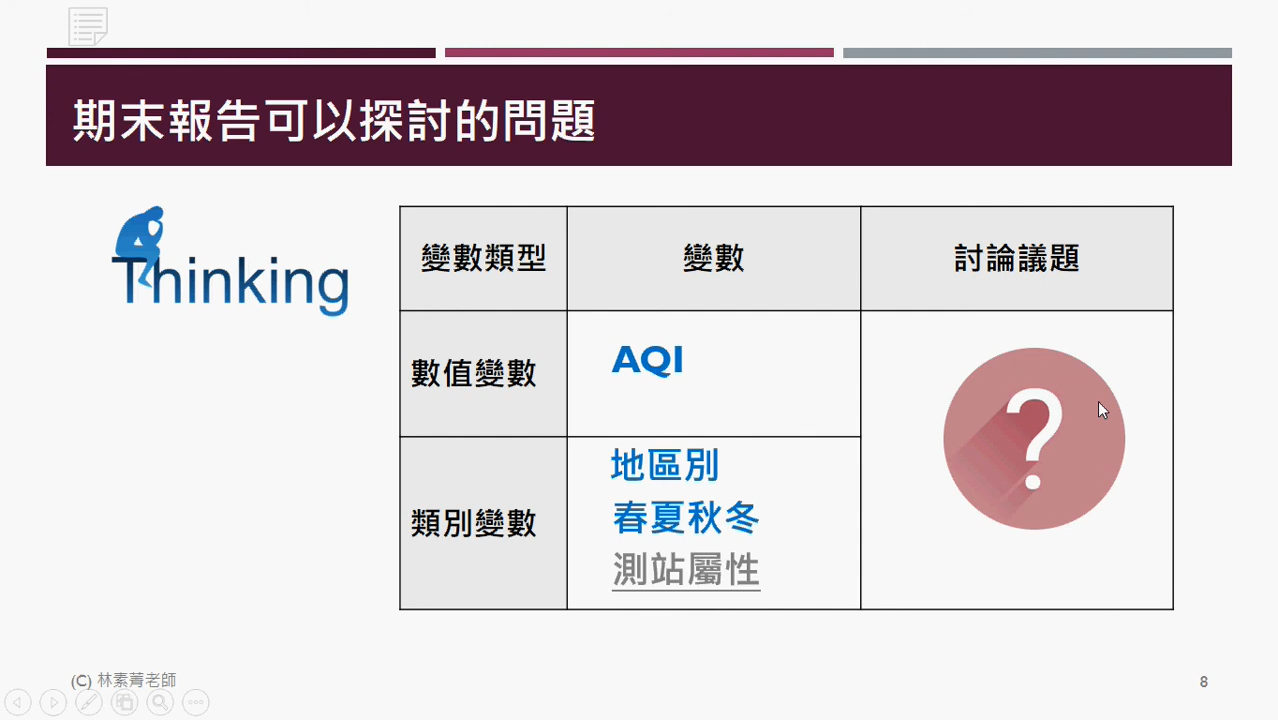 期末報告可以探討的問題
Thinking
變數類型 變數 討論議題
數值變數 AQI
?
類別變數
地區別
春夏秋冬
測站屬性
(C) 林素菁老師
8